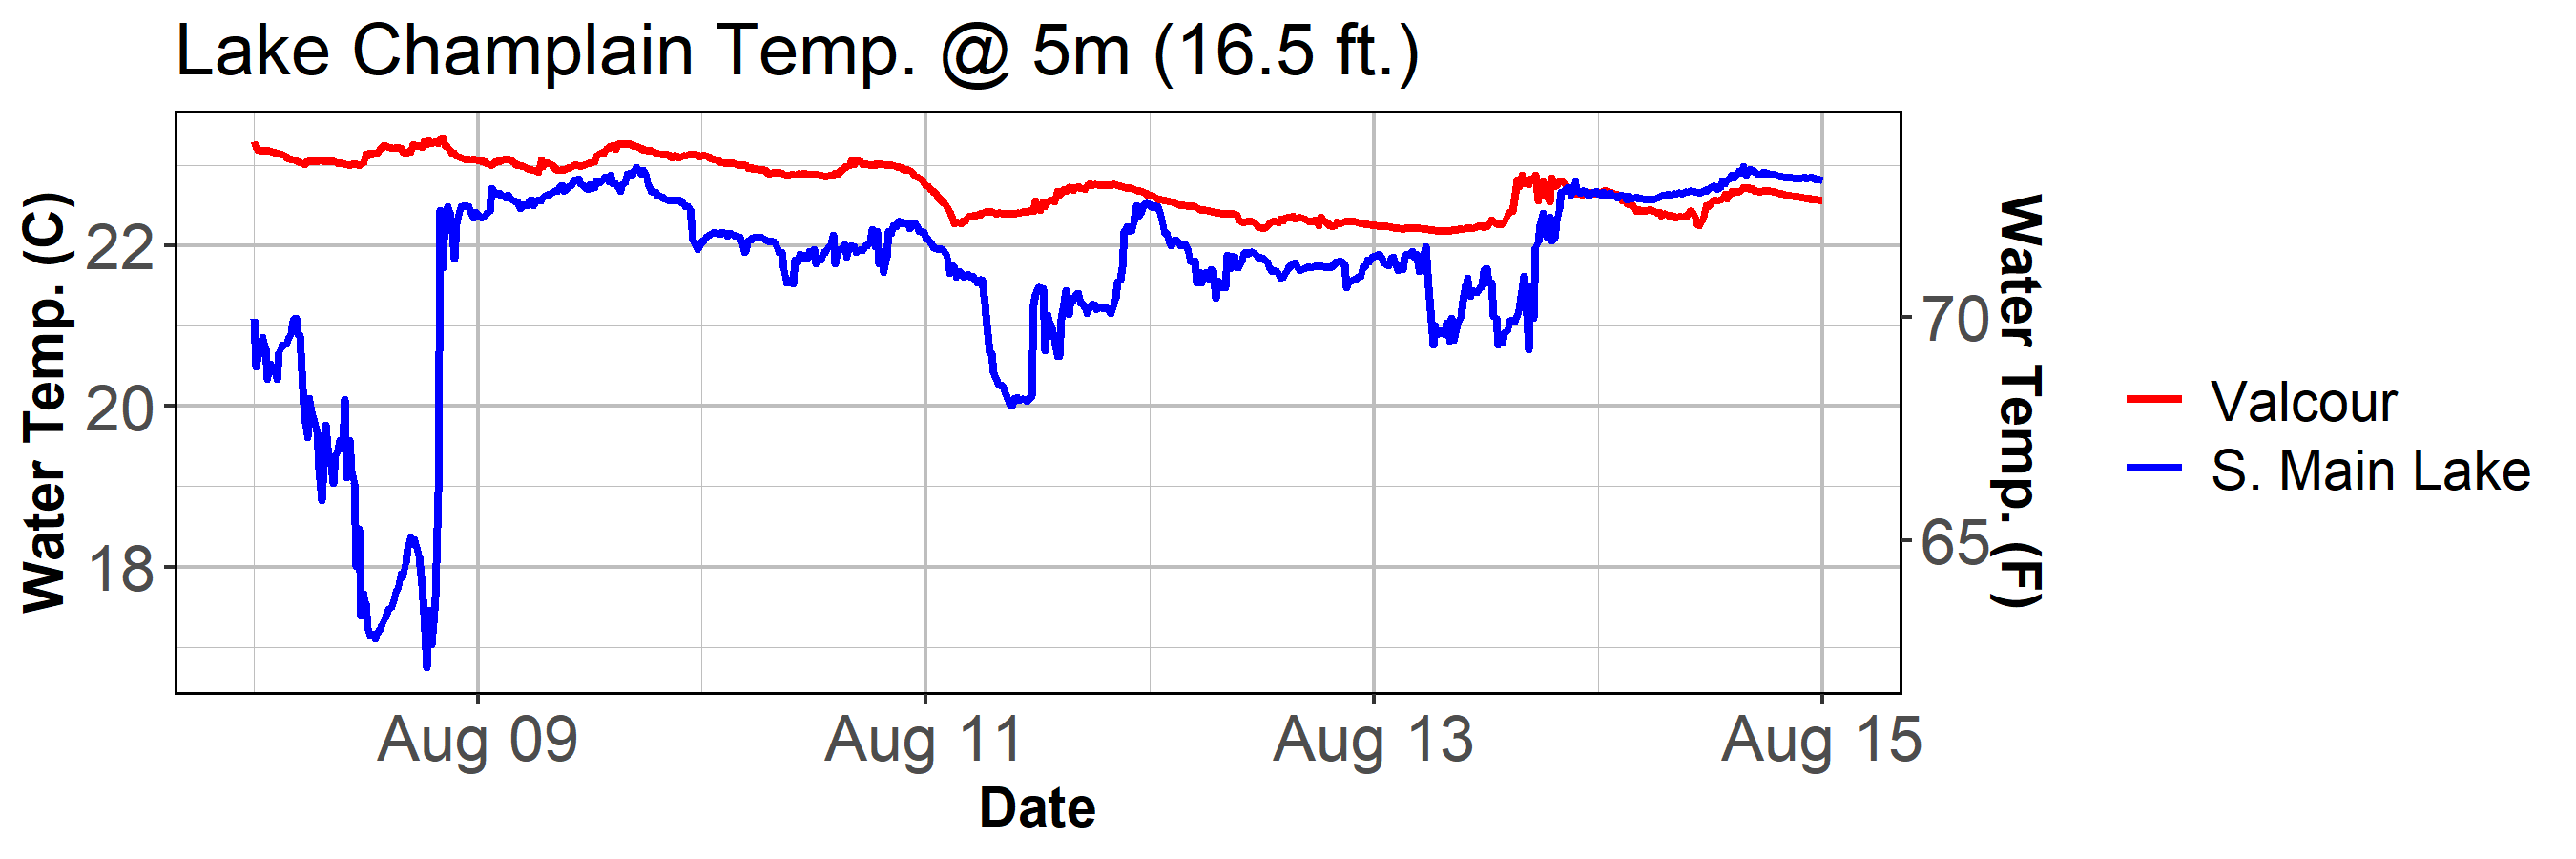 Lake Champlain Temp. @ 5m (16.5 ft.)
Water Temp. (C)
22
20
18
70
65
Water Temp. (F)
Aug 09
Aug 11
Aug 13
Aug 15
Date
Valcour
S. Main Lake